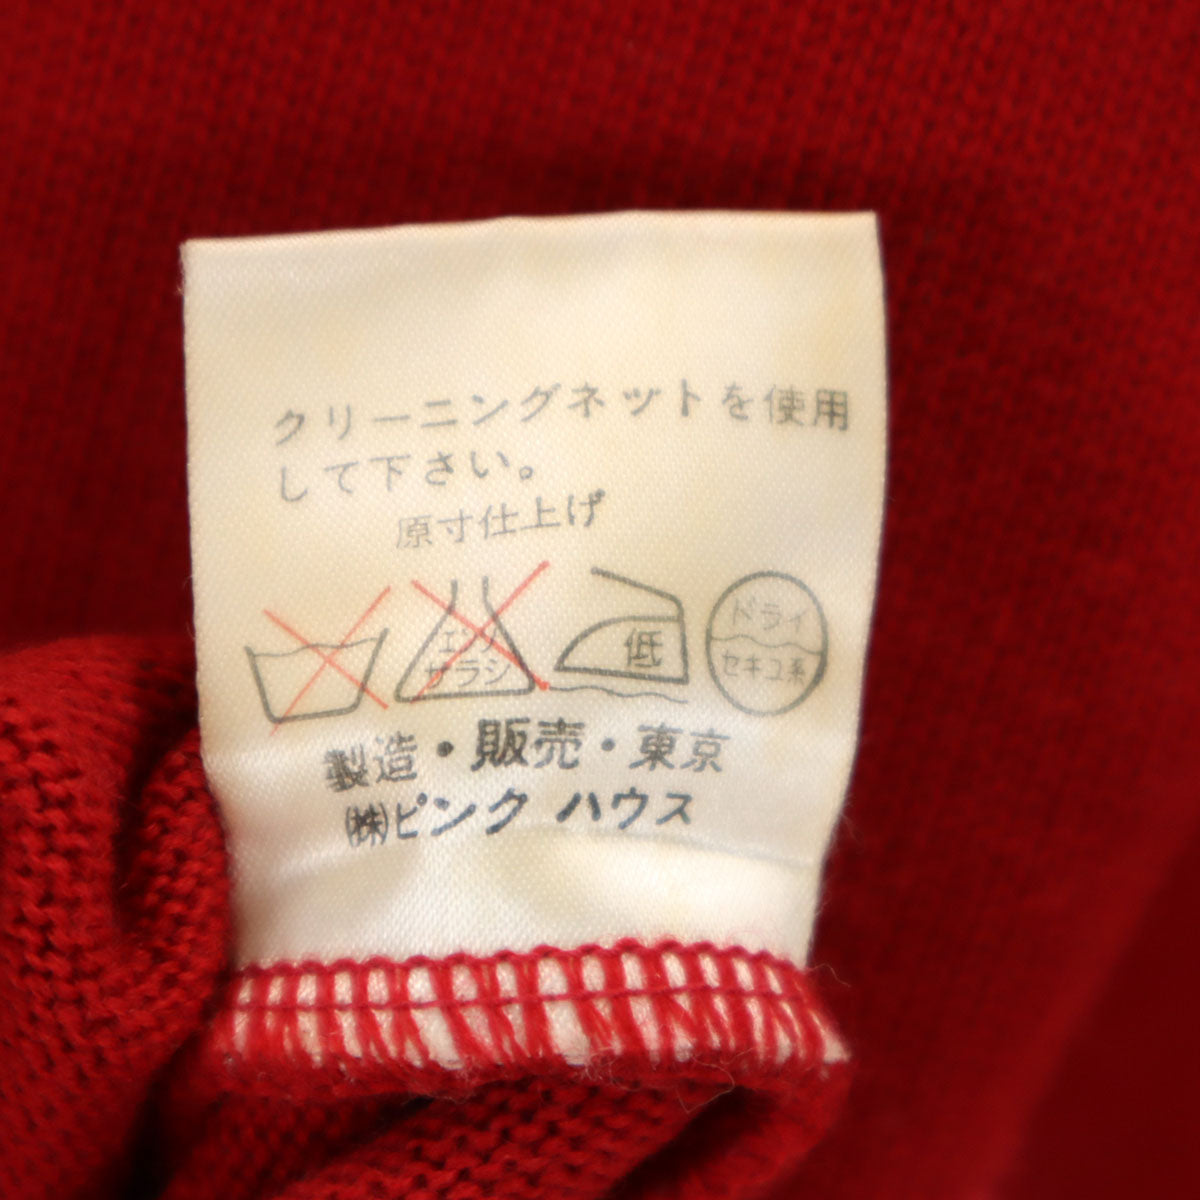 クリーニングネットを使用
して下さい。
原寸仕上げ
エンソ
サラシ
低
ドライ
セキユ系
製造・販売・東京
㈱ピンク ハウス